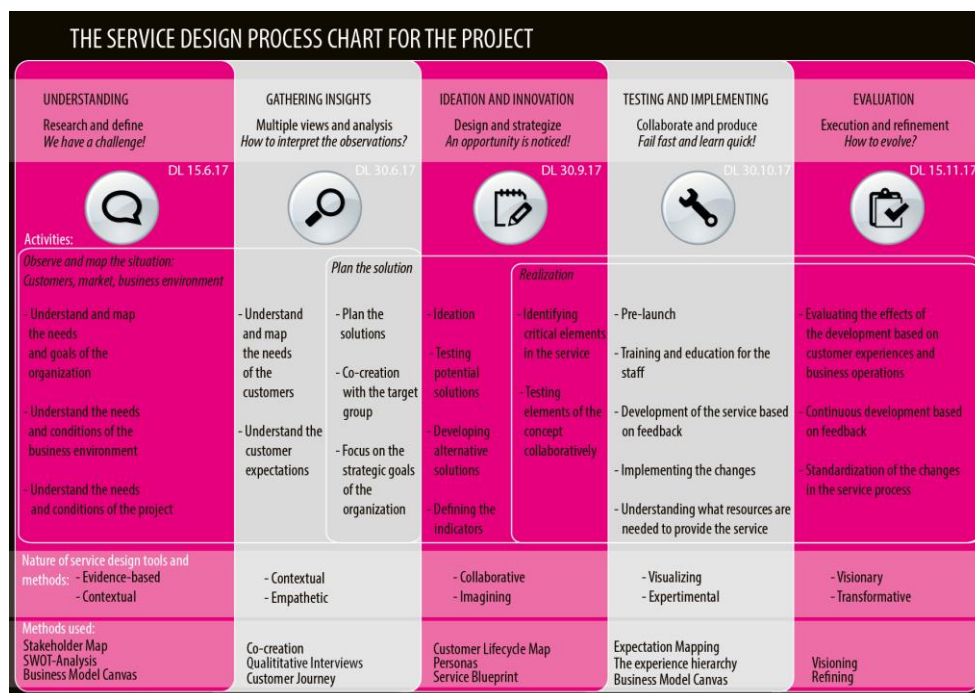 THE SERVICE DESIGN PROCESS CHART FOR THE PROJECT
UNDERSTANDING
Research and define
We have a challenge!
DL 15.6.17
GATHERING INSIGHTS
Multiple views and analysis
How to interpret the observations?
DL 30.6.17
IDEATION AND INNOVATION
Design and strategize
An opportunity is noticed!
DL 30.9.17
TESTING AND IMPLEMENTING
Collaborate and produce
Fail fast and learn quick!
DL 30.10.17
EVALUATION
Execution and refinement
How to evolve?
DL 15.11.17
Activities:
Observe and map the situation:
Customers, market, business environment
- Understand and map
the needs
and goals of the
organization
- Understand the needs
and conditions of the
business environment
- Understand the needs
and conditions of the project
- Understand
and map
the needs
of the
customers
- Understand the
customer
expectations
Plan the solution
- Plan the
solutions
- Co-creation
with the target
group
- Focus on the
strategic goals
of the
organization
- Ideation
- Testing
potential
solutions
- Developing
alternative
solutions
- Defining the
indicators
Realization
- Identifying
critical elements
in the service
- Testing
elements of the
concept
collaboratively
- Pre-launch
- Training and education for the
staff
- Development of the service based
on feedback
- Implementing the changes
- Understanding what resources are
needed to provide the service
- Evaluating the effects of
the development based on
customer experiences and
business operations
- Continuous development based
on feedback
- Standardization of the changes
in the service process
Nature of service design tools and
methods: - Evidence-based
- Contextual
- Contextual
- Empathetic
- Collaborative
- Imagining
- Visualizing
- Expertimental
- Visionary
- Transformative
Methods used:
Stakeholder Map
SWOT-Analysis
Business Model Canvas
Co-creation
Qualititative Interviews
Customer Journey
Customer Lifecycle Map
Personas
Service Blueprint
Expectation Mapping
The experience hierarchy
Business Model Canvas
Visioning
Refining